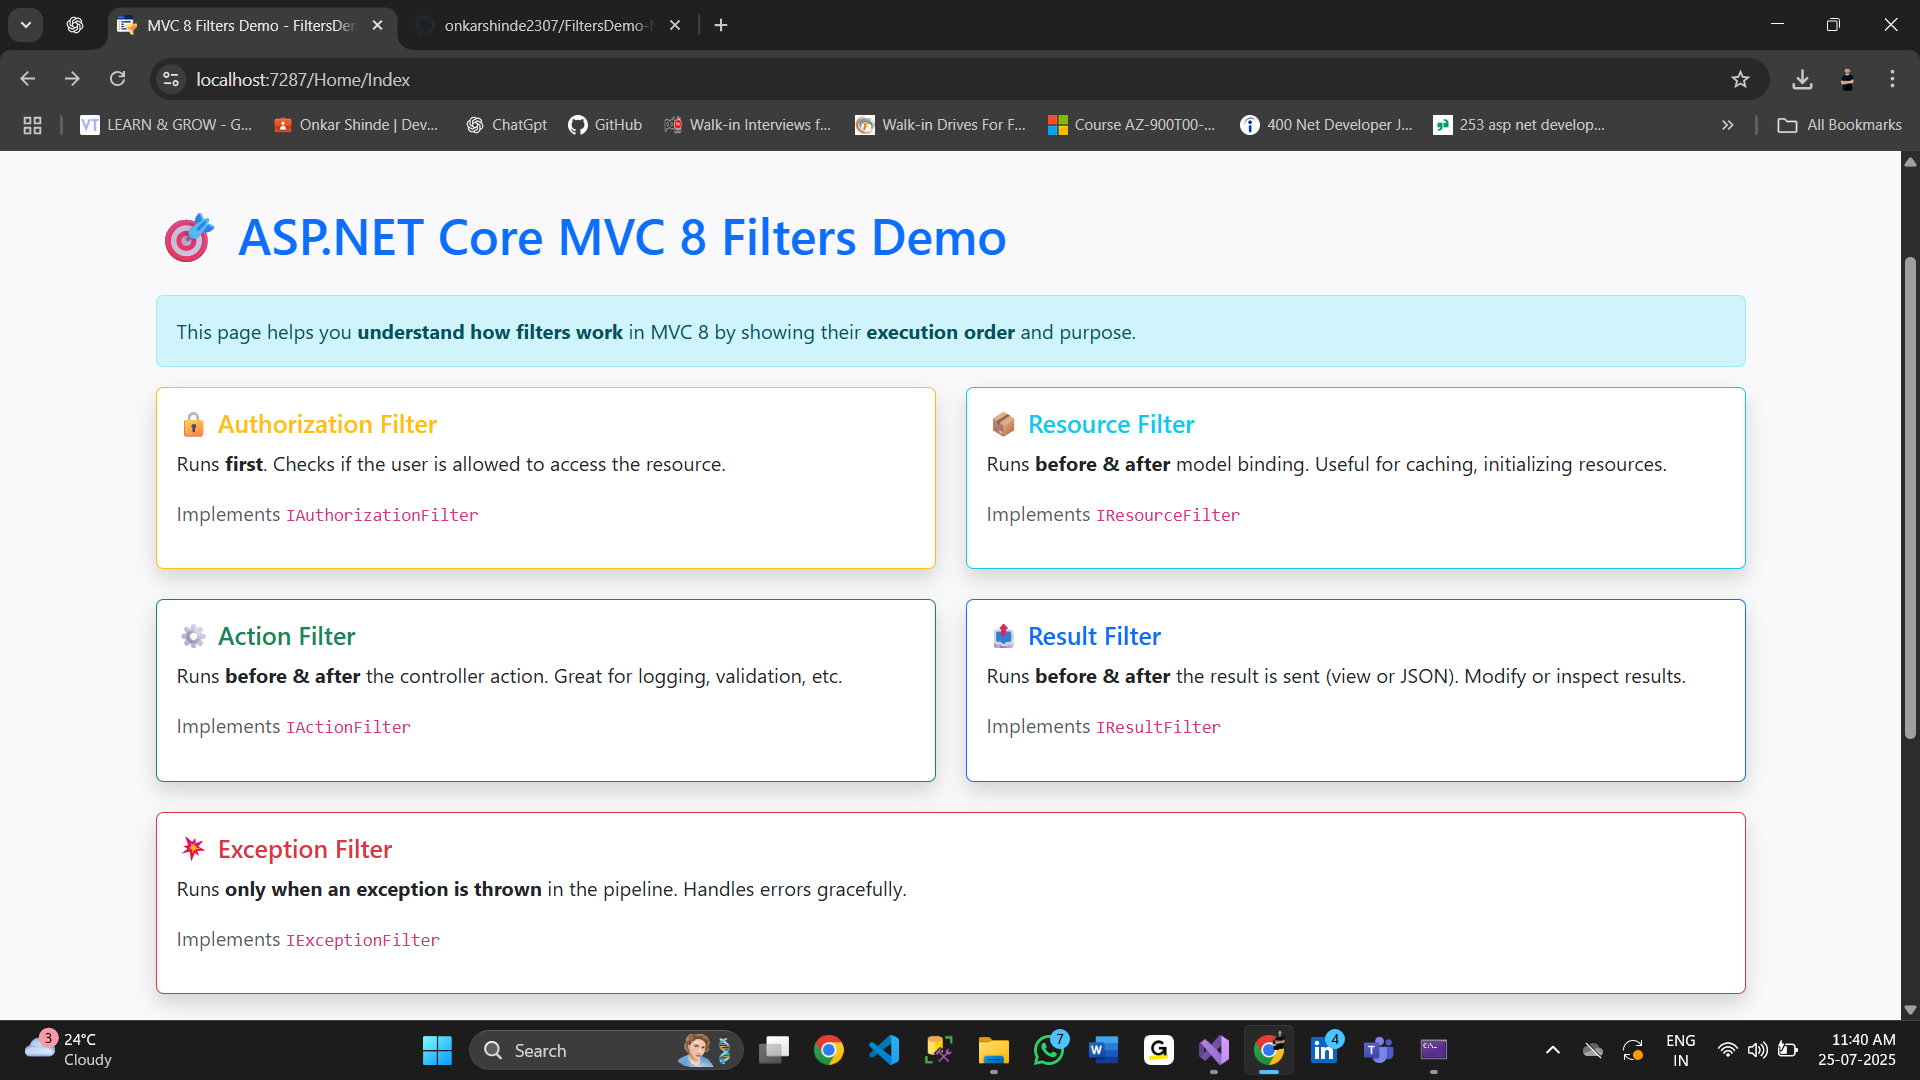 MVC 8 Filters Demo - FiltersDer
onkarshinde2307/FiltersDemo-
localhost:7287/Home/Index
VT LEARN & GROW - G...
Onkar Shinde | Dev...
ChatGpt
GitHub
Walk-in Interviews f...
Walk-in Drives For F...
Course AZ-900T00-...
400 Net Developer J...
253 asp net develop...
All Bookmarks
ASP.NET Core MVC 8 Filters Demo
This page helps you understand how filters work in MVC 8 by showing their execution order and purpose.
Authorization Filter
Runs first. Checks if the user is allowed to access the resource.
Implements IAuthorizationFilter
Resource Filter
Runs before & after model binding. Useful for caching, initializing resources.
Implements IResourceFilter
Action Filter
Runs before & after the controller action. Great for logging, validation, etc.
Implements IActionFilter
Result Filter
Runs before & after the result is sent (view or JSON). Modify or inspect results.
Implements IResultFilter
Exception Filter
Runs only when an exception is thrown in the pipeline. Handles errors gracefully.
Implements IExceptionFilter
3
24°C
Cloudy
Search
7
W
G
in
4
T
C:\_
ENG
IN
11:40 AM
25-07-2025